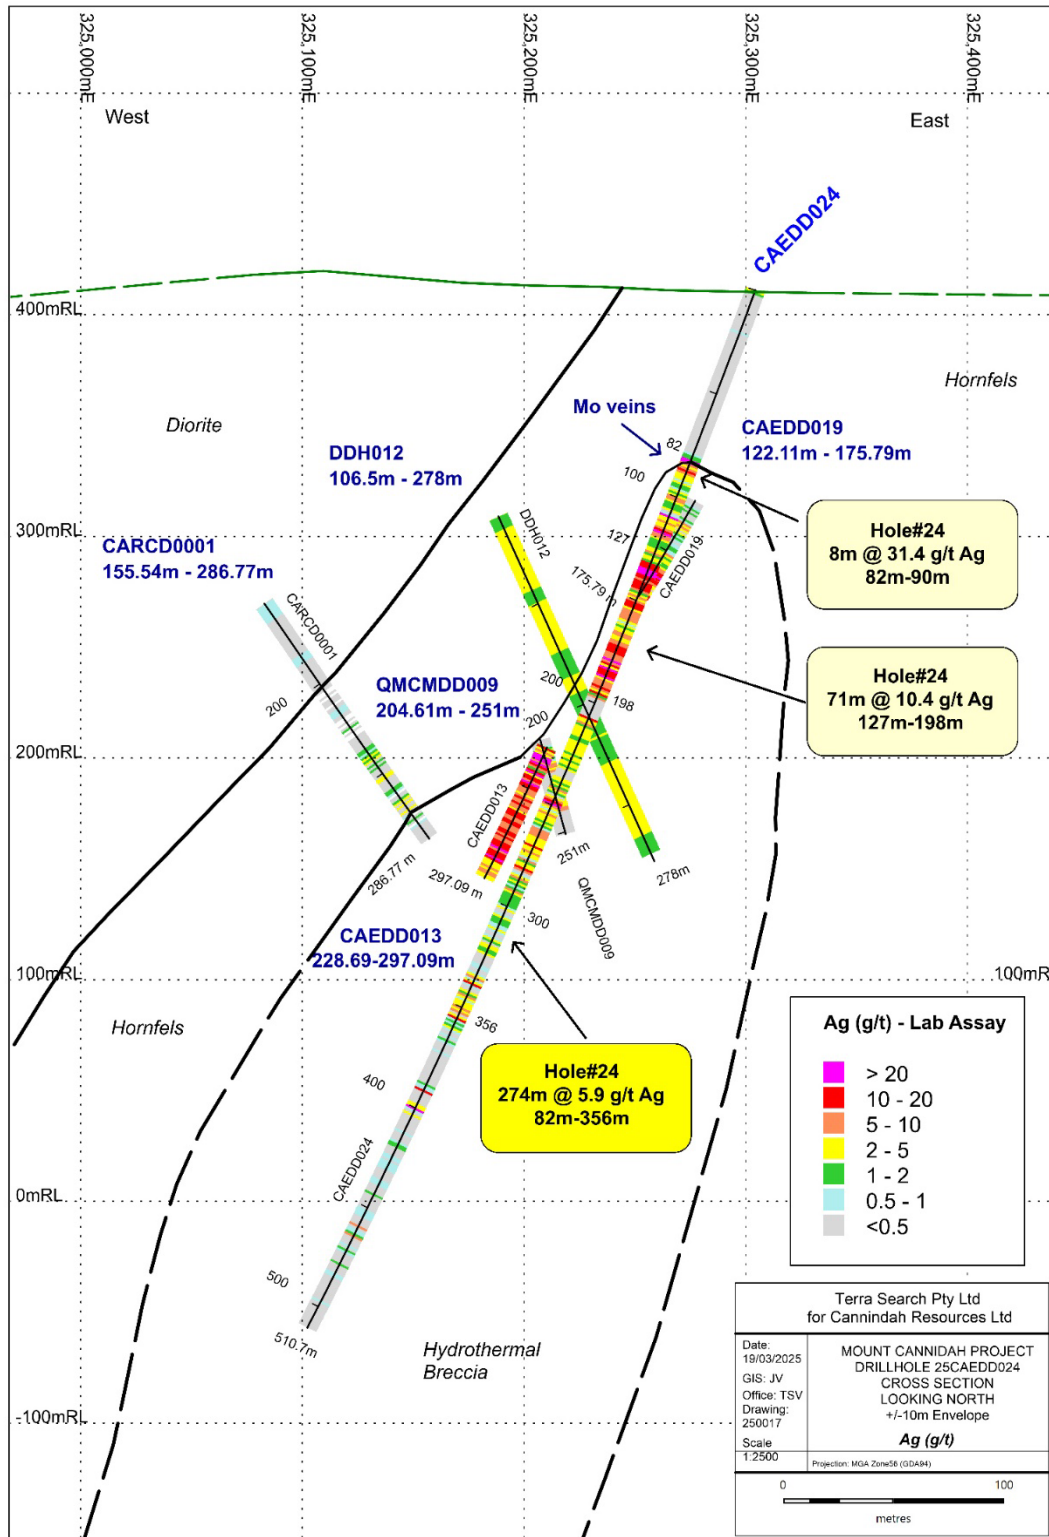 325,000mE
325,100mE
325,200mE
325,300mE
325,400mE
West
East
CAEDD024
400mRL
Hornfels
Diorite
Mo veins
CAEDD019
122.11m - 175.79m
82
100
DDH012
106.5m - 278m
Hole#24
8m @ 31.4 g/t Ag
82m-90m
300mRL
DDH012
127
CAEDD019
CARCD0001
155.54m - 286.77m
175.79 m
CARCD0001
Hole#24
71m @ 10.4 g/t Ag
127m-198m
QMCMDD009
204.61m - 251m
200
200
198
200
200mRL
CAEDD013
251m
278m
286.77 m
297.09 m
QMCMDD009
300
CAEDD013
228.69-297.09m
100mRL
100mRL
Hornfels
356
Ag (g/t) - Lab Assay
> 20
10 - 20
5 - 10
2 - 5
1 - 2
0.5 - 1
<0.5
Hole#24
274m @ 5.9 g/t Ag
82m-356m
400
CAEDD024
0mRL
500
510.7m
Hydrothermal
Breccia
-100mRL
Terra Search Pty Ltd
for Cannindah Resources Ltd
Date:
19/03/2025
GIS: JV
Office: TSV
Drawing:
250017
Scale
1:2500
MOUNT CANNIDAH PROJECT
DRILLHOLE 25CAEDD024
CROSS SECTION
LOOKING NORTH
+/-10m Envelope
Ag (g/t)
Projection: MGA Zone56 (GDA94)
0
100
metres